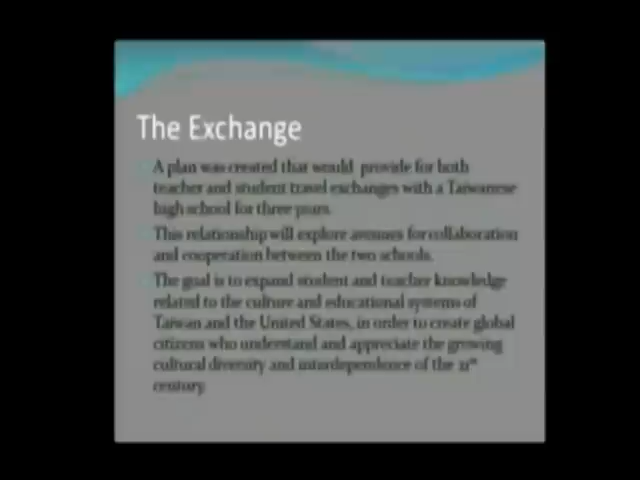 The Exchange
A plan was created that would provide for both
teacher and student travel exchanges with a Taiwanese
high school for three years.
This relationship will explore avenues for collaboration
and cooperation between the two schools.
The goal is to expand student and teacher knowledge
related to the culture and educational systems of
Taiwan and the United States, in order to create global
citizens who understand and appreciate the growing
cultural diversity and interdependence of the 21st
century.